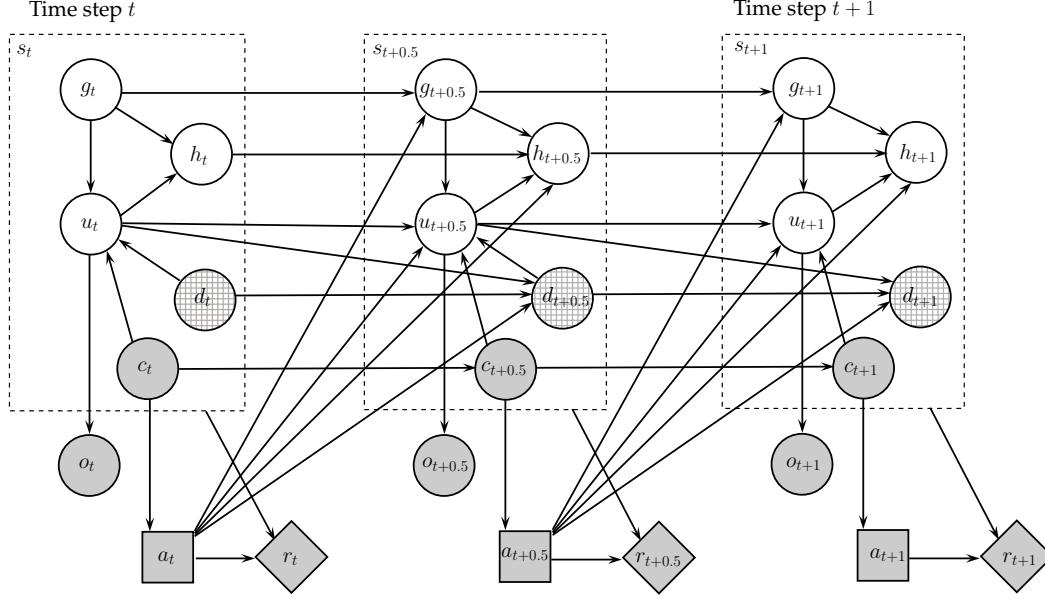 Time step t
Time step t + 1
s_t
s_{t+0.5}
s_{t+1}
g_t
g_{t+0.5}
g_{t+1}
h_t
h_{t+0.5}
h_{t+1}
u_t
u_{t+0.5}
u_{t+1}
d_t
d_{t+0.5}
d_{t+1}
c_t
c_{t+0.5}
c_{t+1}
o_t
o_{t+0.5}
o_{t+1}
a_t
r_t
a_{t+0.5}
r_{t+0.5}
a_{t+1}
r_{t+1}